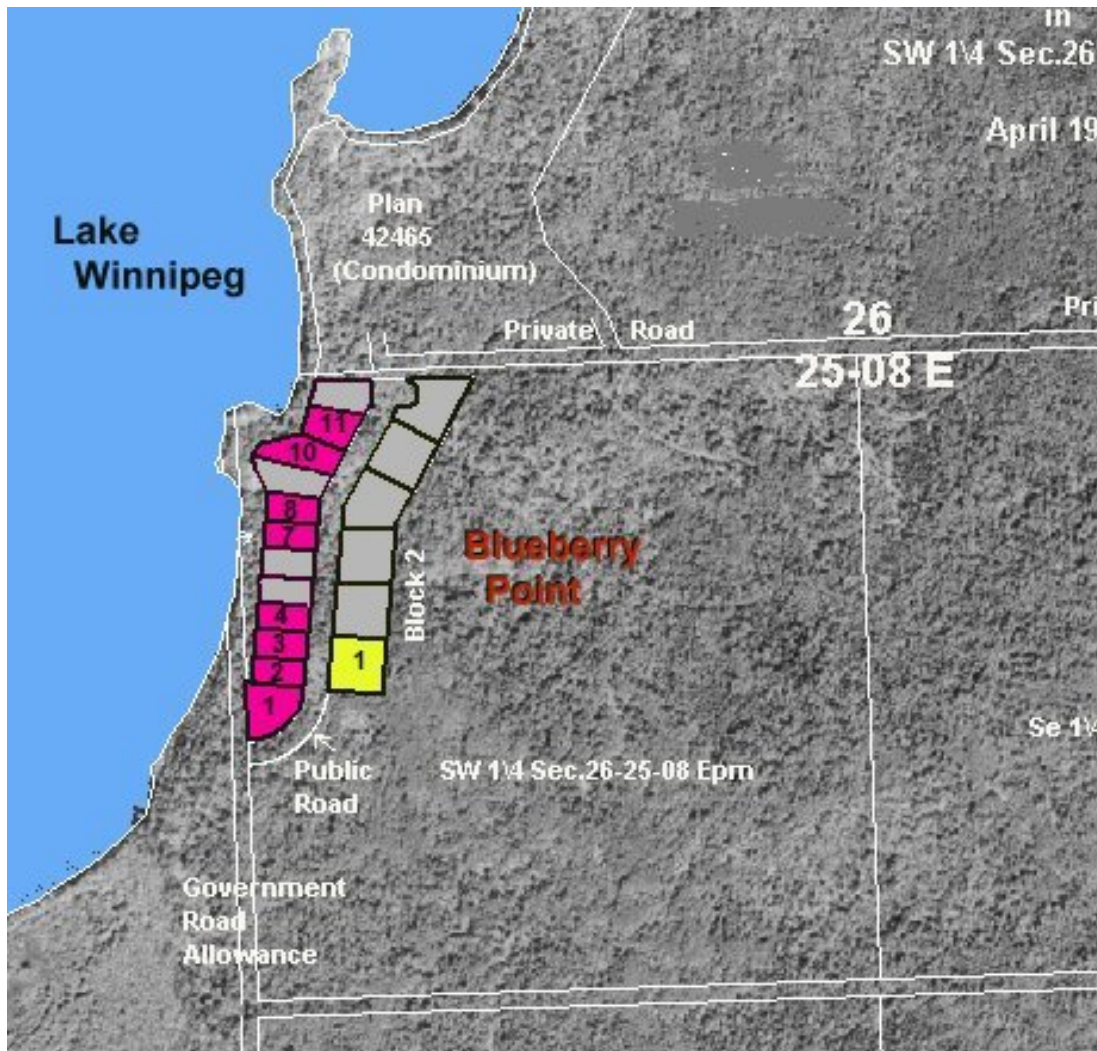 in
SW 1\4 Sec.26
April 19
Plan
42465
(Condominium)
Lake
Winnipeg
Private Road
26
Pri
25-08 E
11
10
8
7
4
3
2
1
1
Block 2
Blueberry
Point
Public
Road
SW 1\4 Sec.26-25-08 Epm
Se 1\4
Government
Road
Allowance